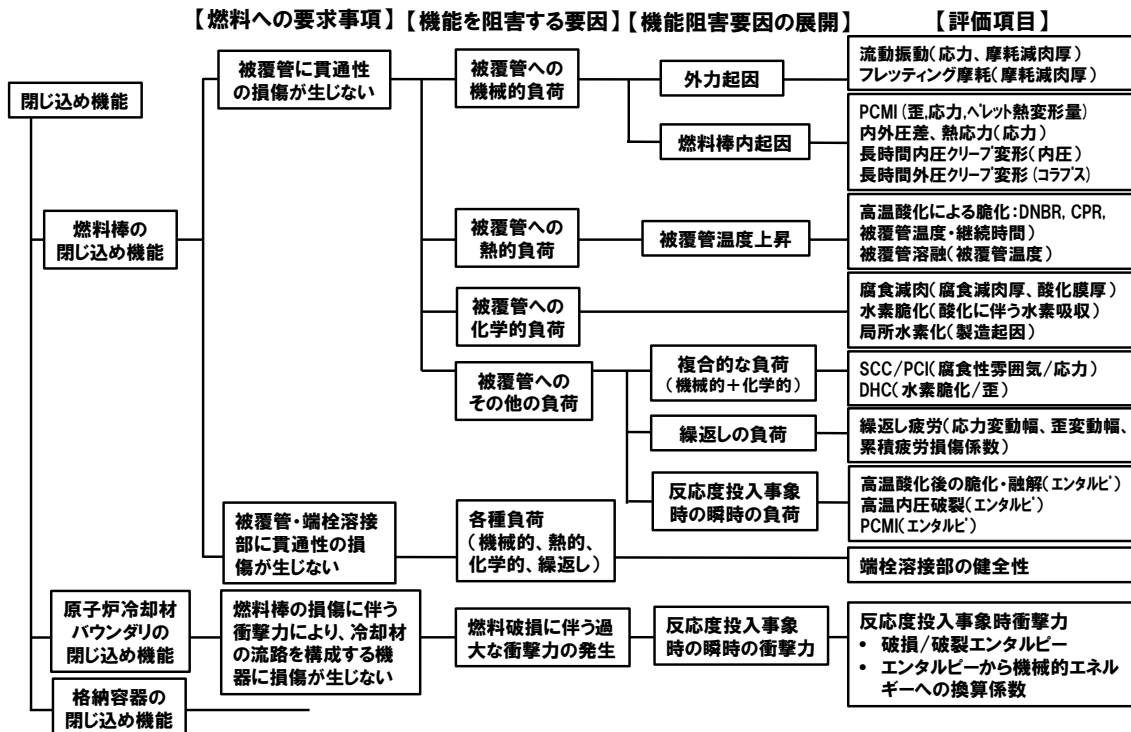 【燃料への要求事項】
【機能を阻害する要因】
【機能阻害要因の展開】
【評価項目】
閉じ込め機能
燃料棒の
閉じ込め機能
被覆管に貫通性
の損傷が生じない
被覆管への
機械的負荷
外力起因
流動振動(応力、摩耗減肉厚)
フレッティング摩耗(摩耗減肉厚)
燃料棒内起因
PCMI(歪,応力,ペレット熱変形量)
内外圧差、熱応力(応力)
長時間内圧クリープ変形(内圧)
長時間外圧クリープ変形(コラプス)
被覆管への
熱的負荷
被覆管温度上昇
高温酸化による脆化:DNBR, CPR,
被覆管温度・継続時間)
被覆管溶融(被覆管温度)
被覆管への
化学的負荷
腐食減肉(腐食減肉厚、酸化膜厚)
水素脆化(酸化に伴う水素吸収)
局所水素化(製造起因)
被覆管への
その他の負荷
複合的な負荷
(機械的+化学的)
SCC/PCI(腐食性雰囲気/応力)
DHC(水素脆化/歪)
繰返しの負荷
繰返し疲労(応力変動幅、歪変動幅、
累積疲労損傷係数)
反応度投入事象
時の瞬時の負荷
高温酸化後の脆化・融解(エンタルピ)
高温内圧破裂(エンタルピ)
PCMI(エンタルピ)
被覆管・端栓溶接
部に貫通性の損
傷が生じない
各種負荷
(機械的、熱的、
化学的、繰返し)
端栓溶接部の健全性
原子炉冷却材
バウンダリの
閉じ込め機能
燃料棒の損傷に伴う
衝撃力により、冷却材
の流路を構成する機
器に損傷が生じない
燃料破損に伴う過
大な衝撃力の発生
反応度投入事象
時の瞬時の衝撃力
反応度投入事象時衝撃力
• 破損/破裂エンタルピー
• エンタルピーから機械的エネル
ギーへの換算係数
格納容器の
閉じ込め機能